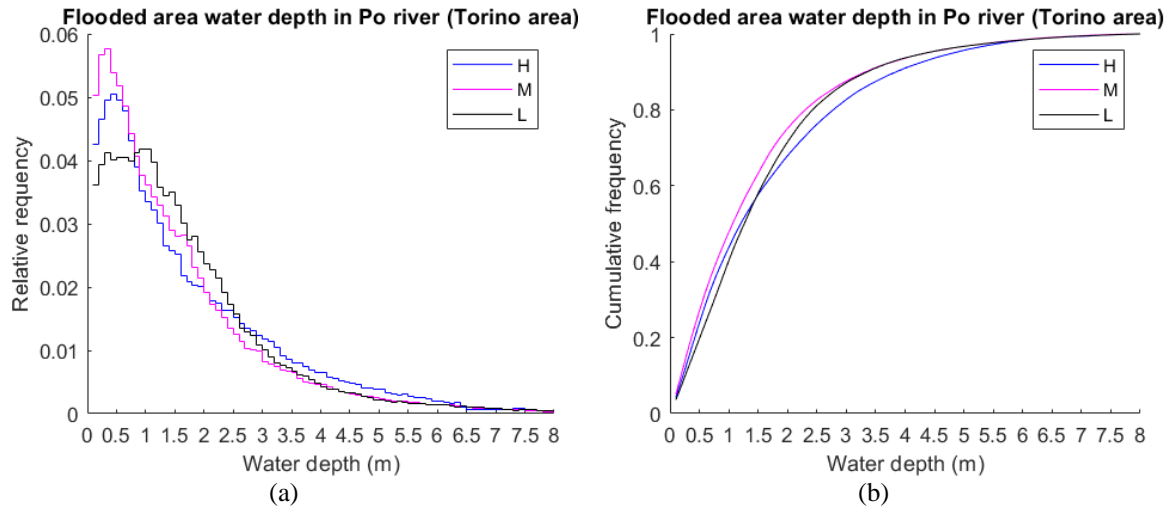 Flooded area water depth in Po river (Torino area)
0.06
0.05
0.04
0.03
0.02
0.01
0
Relative requency
H
M
L
0 0.5 1 1.5 2 2.5 3 3.5 4 4.5 5 5.5 6 6.5 7 7.5 8
Water depth (m)
(a)
Flooded area water depth in Po river (Torino area)
1
0.8
0.6
0.4
0.2
0
Cumulative frequency
H
M
L
0 0.5 1 1.5 2 2.5 3 3.5 4 4.5 5 5.5 6 6.5 7 7.5 8
Water depth (m)
(b)